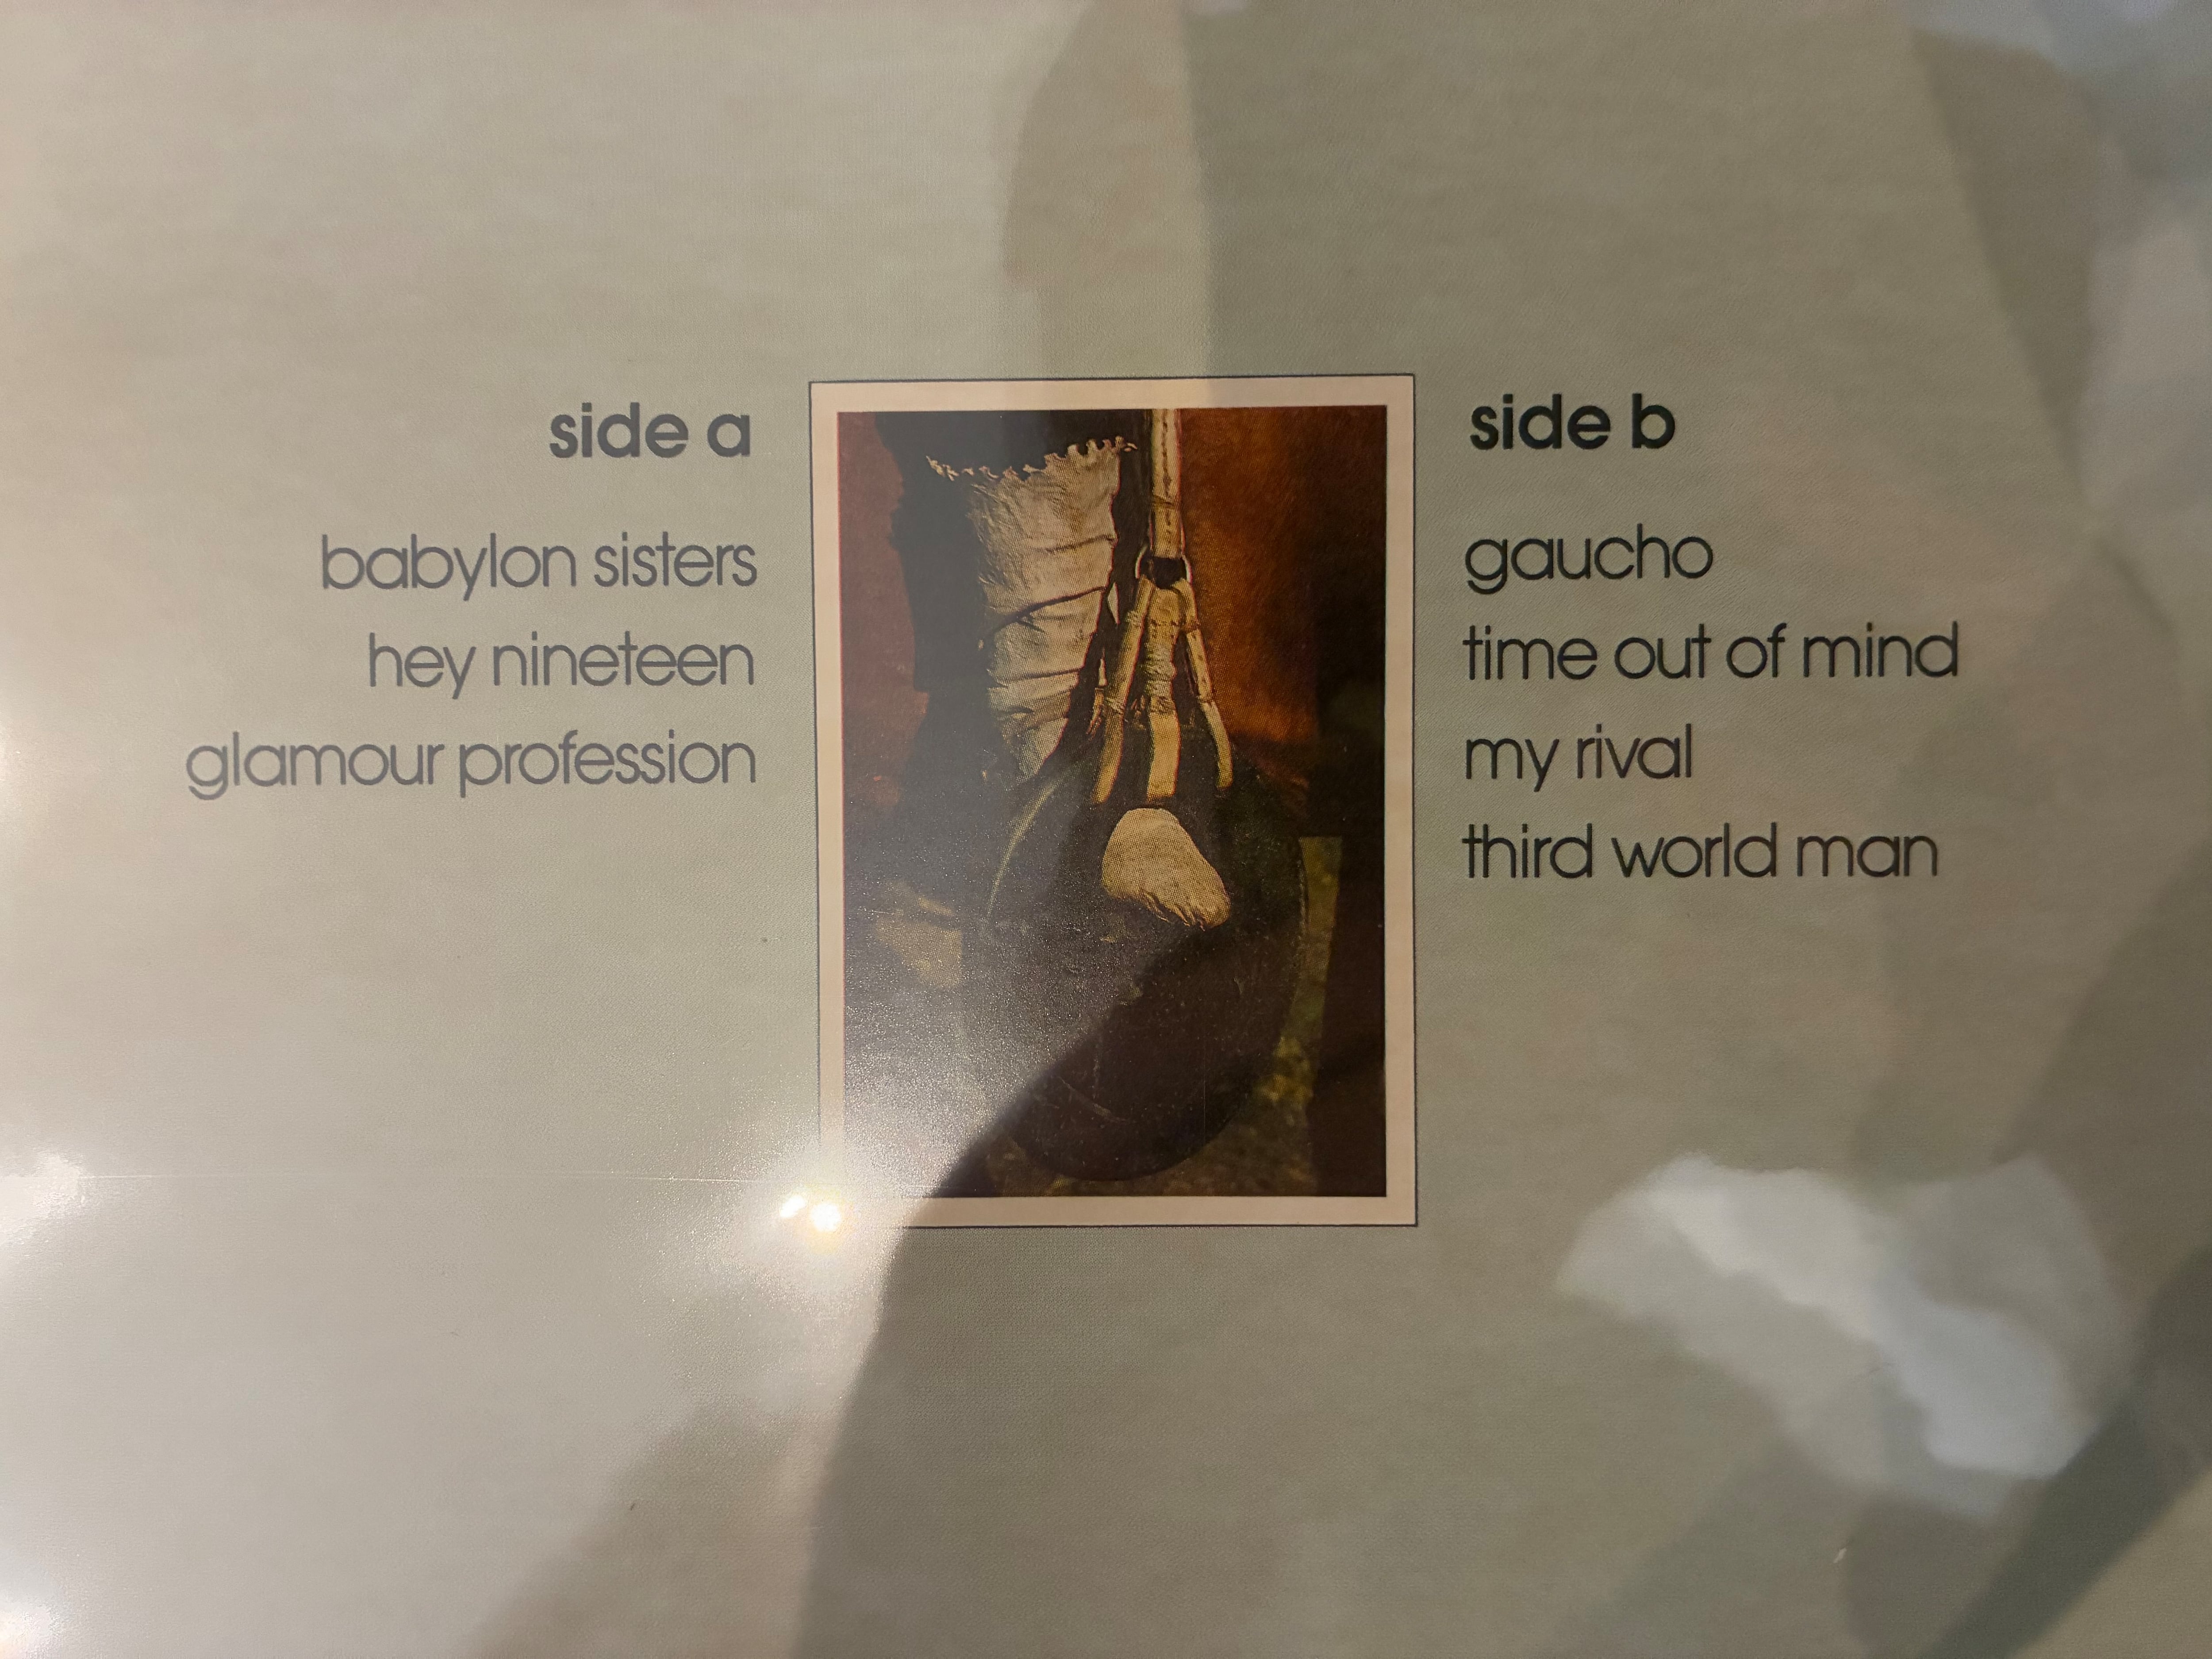 side a
babylon sisters
hey nineteen
glamour profession
side b
gaucho
time out of mind
my rival
third world man